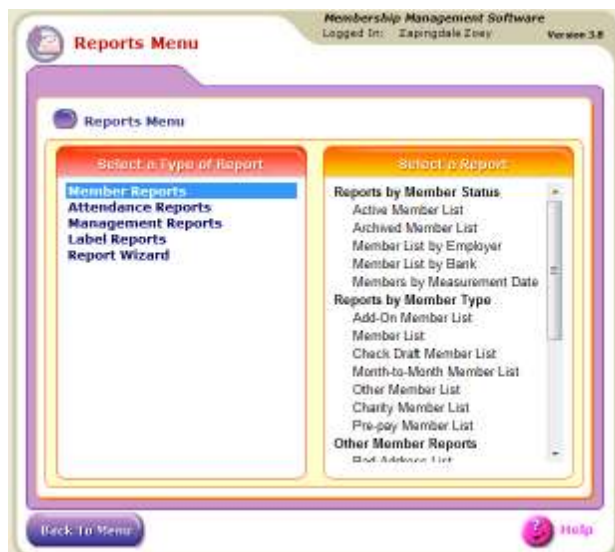 Membership Management Software
Reports Menu
Logged In: Zapingdale Zoey Version 3.8
Reports Menu
Select a Type of Report
Member Reports
Attendance Reports
Management Reports
Label Reports
Report Wizard
Select a Report
Reports by Member Status
Active Member List
Archived Member List
Member List by Employer
Member List by Bank
Members by Measurement Date
Reports by Member Type
Add-On Member List
Member List
Check Draft Member List
Month-to-Month Member List
Other Member List
Charity Member List
Pre-pay Member List
Other Member Reports
Bad Address List
Back To Menu
Help